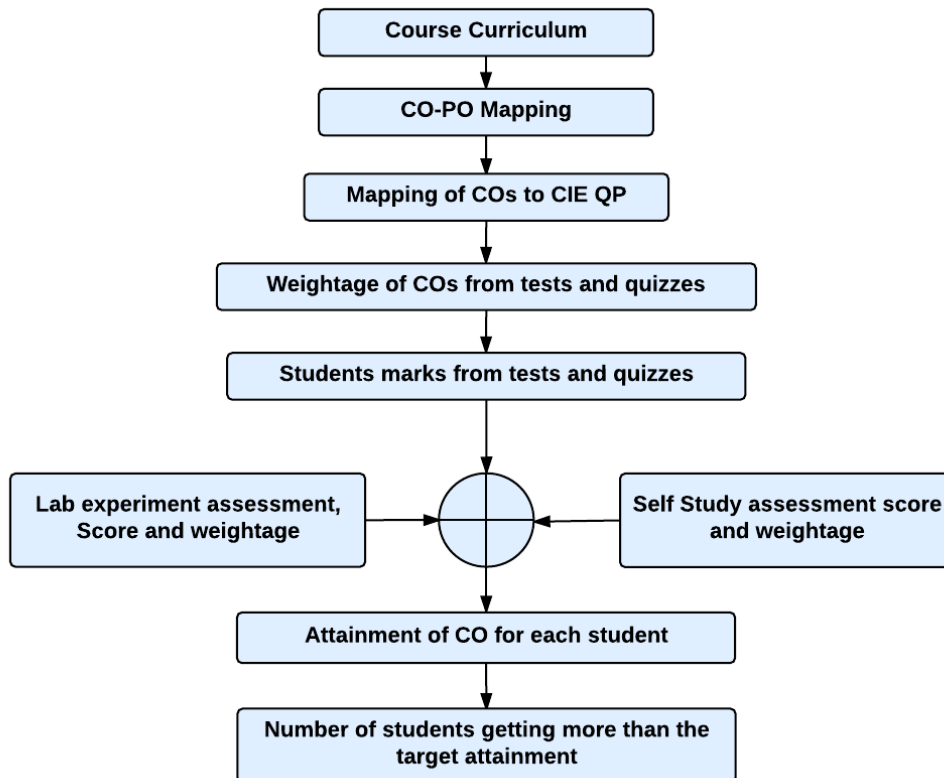 Course Curriculum
CO-PO Mapping
Mapping of COs to CIE QP
Weightage of COs from tests and quizzes
Students marks from tests and quizzes
Lab experiment assessment,
Score and weightage
Self Study assessment score
and weightage
Attainment of CO for each student
Number of students getting more than the
target attainment